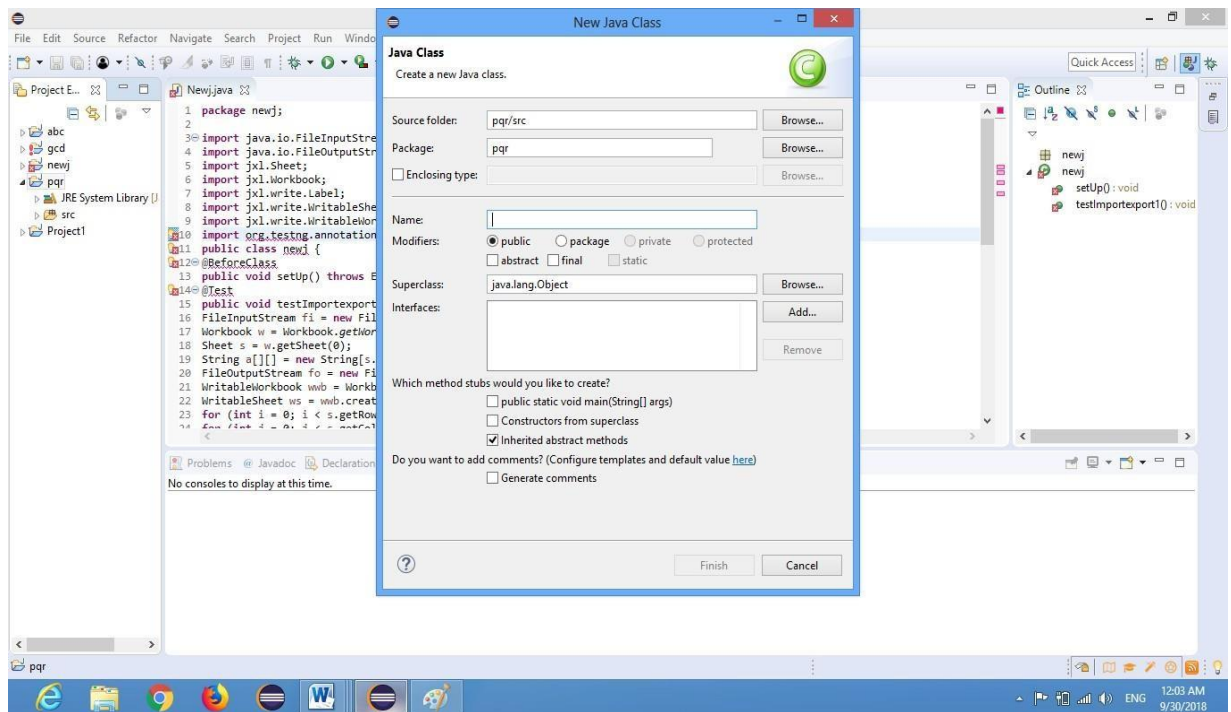 New Java Class
File Edit Source Refactor Navigate Search Project Run
Quick Access
Project E...
abc
gcd
newj
pqr
JRE System Library
src
Project1
Newj.java
1 package newj;
2
3 import java.io.FileInputStre
4 import java.io.FileOutputStr
5 import jxl.Sheet;
6 import jxl.Workbook;
7 import jxl.write.Label;
8 import jxl.write.WritableShe
9 import jxl.write.WritableWor
10 import org.testng.annotation
11 public class newj {
12 @BeforeClass
13 public void setUp() throws E
14 @Test
15 public void testImportexport
16 FileInputStream fi = new Fil
17 Workbook w = Workbook.getWor
18 Sheet s = w.getSheet(0);
19 String a[][] = new String[s.
20 FileOutputStream fo = new Fi
21 WritableWorkbook wwb = Workb
22 WritableSheet ws = wwb.creat
23 for (int i = 0; i < s.getRow
Java Class
Create a new Java class.
Source folder: pqr/src Browse...
Package: pqr Browse...
Enclosing type: Browse...
Name:
Modifiers: public package private protected
abstract final static
Superclass: java.lang.Object Browse...
Interfaces: Add...
Remove
Which method stubs would you like to create?
public static void main(String[] args)
Constructors from superclass
Inherited abstract methods
Do you want to add comments? (Configure templates and default value here)
Generate comments
Finish Cancel
Outline
newj
newj
setUp() : void
testImportexport1() : void
Problems @ Javadoc Declaration
No consoles to display at this time.
pqr
ENG 12:03 AM
9/30/2018